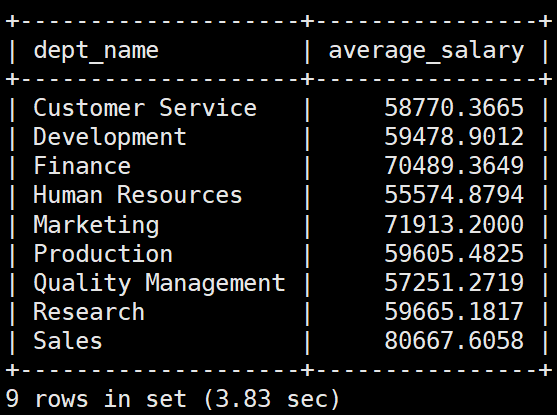 +--------------------+----------------+
| dept_name          | average_salary |
+--------------------+----------------+
| Customer Service   |     58770.3665 |
| Development        |     59478.9012 |
| Finance            |     70489.3649 |
| Human Resources    |     55574.8794 |
| Marketing          |     71913.2000 |
| Production         |     59605.4825 |
| Quality Management |     57251.2719 |
| Research           |     59665.1817 |
| Sales              |     80667.6058 |
+--------------------+----------------+
9 rows in set (3.83 sec)